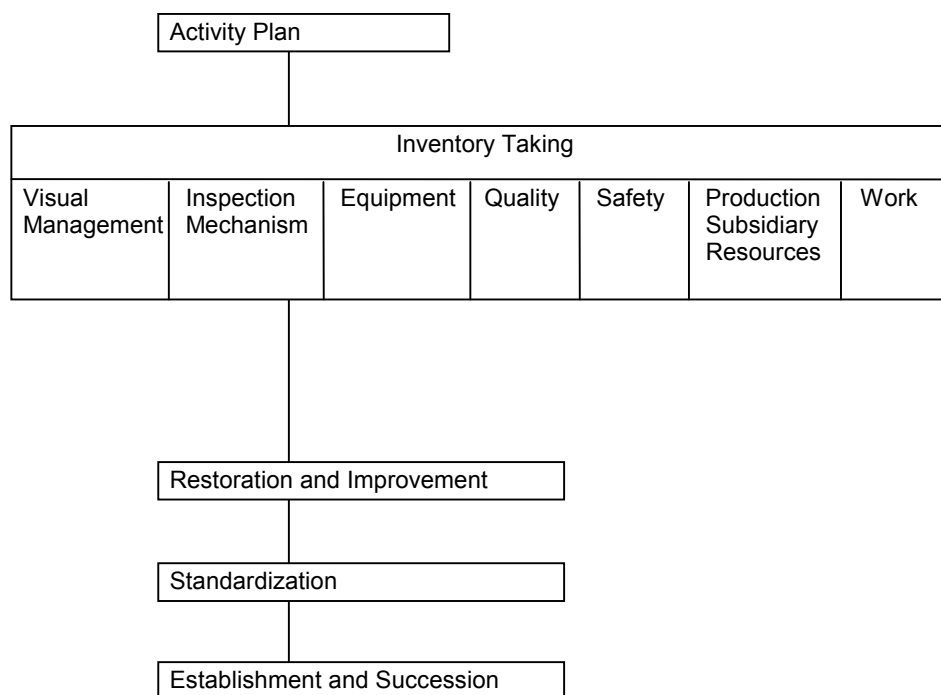 Activity Plan
Inventory Taking
Visual
Management
Inspection
Mechanism
Equipment
Quality
Safety
Production
Subsidiary
Resources
Work
Restoration and Improvement
Standardization
Establishment and Succession